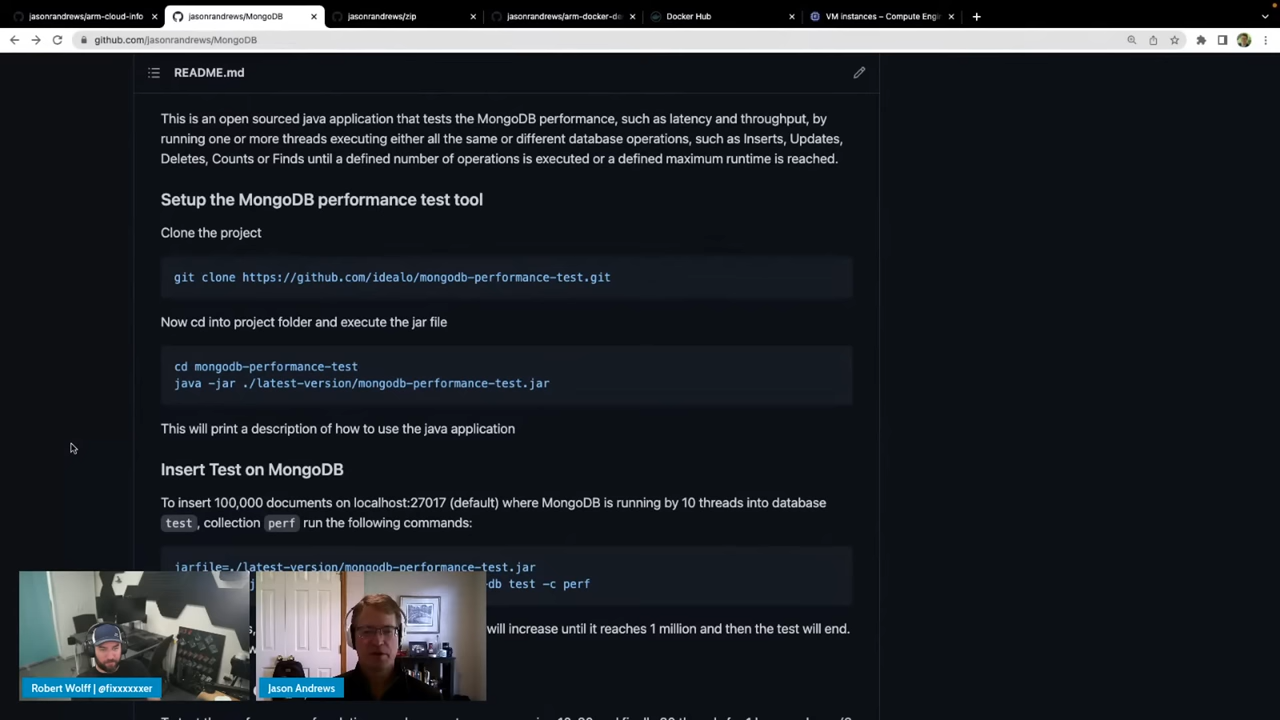 jasonrandrews/arm-cloud-info
jasonrandrews/MongoDB
jasonrandrews/zip
jasonrandrews/arm-docker-de
Docker Hub
VM instances – Compute Eng
github.com/jasonrandrews/MongoDB
README.md
This is an open sourced java application that tests the MongoDB performance, such as latency and throughput, by
running one or more threads executing either all the same or different database operations, such as Inserts, Updates,
Deletes, Counts or Finds until a defined number of operations is executed or a defined maximum runtime is reached.
Setup the MongoDB performance test tool
Clone the project
git clone https://github.com/idealo/mongodb-performance-test.git
Now cd into project folder and execute the jar file
cd mongodb-performance-test
java -jar ./latest-version/mongodb-performance-test.jar
This will print a description of how to use the java application
Insert Test on MongoDB
To insert 100,000 documents on localhost:27017 (default) where MongoDB is running by 10 threads into database
test, collection perf run the following commands:
jarfile=./latest-version/mongodb-performance-test.jar
db test -c perf
will increase until it reaches 1 million and then the test will end.
Robert Wolff | @fixxxxxxer
Jason Andrews